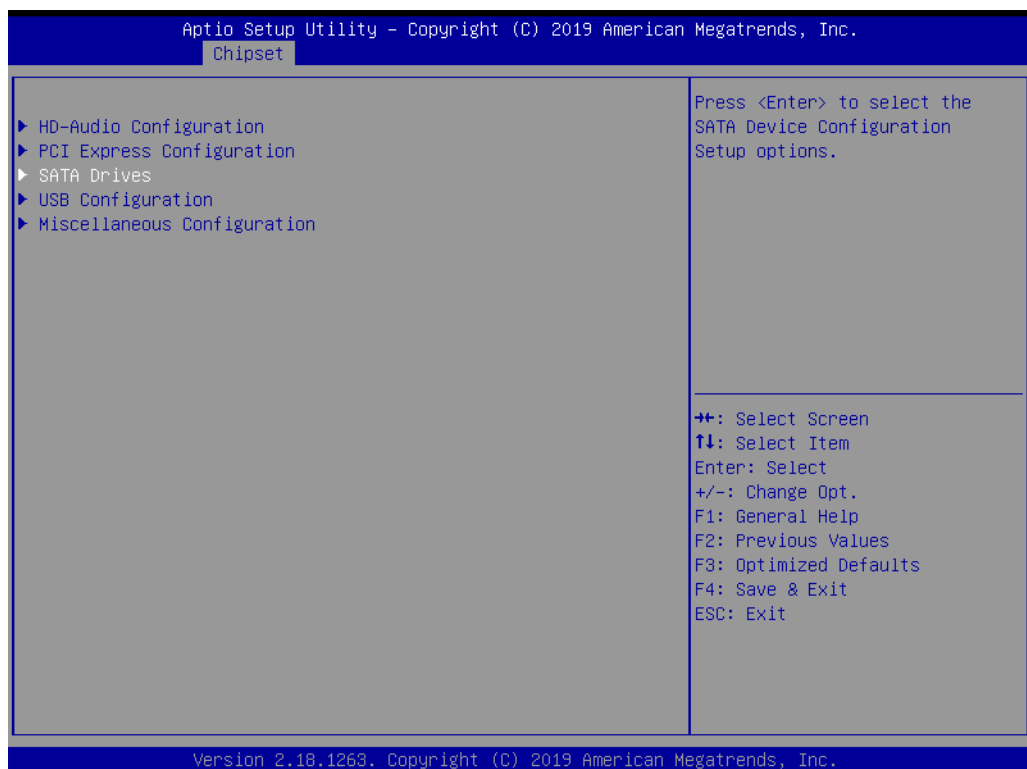 Aptio Setup Utility – Copyright (C) 2019 American Megatrends, Inc.
Chipset
▶ HD-Audio Configuration
▶ PCI Express Configuration
▶ SATA Drives
▶ USB Configuration
▶ Miscellaneous Configuration
Press <Enter> to select the
SATA Device Configuration
Setup options.
→←: Select Screen
↑↓: Select Item
Enter: Select
+/-: Change Opt.
F1: General Help
F2: Previous Values
F3: Optimized Defaults
F4: Save & Exit
ESC: Exit
Version 2.18.1263. Copyright (C) 2019 American Megatrends, Inc.